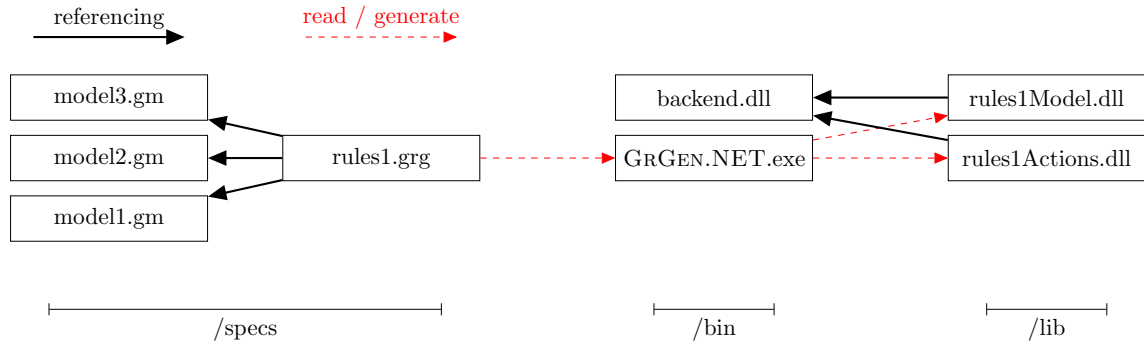 referencing
read / generate
model3.gm
backend.dll
rules1Model.dll
model2.gm
rules1.grg
GRGEN.NET.exe
rules1Actions.dll
model1.gm
/specs
/bin
/lib